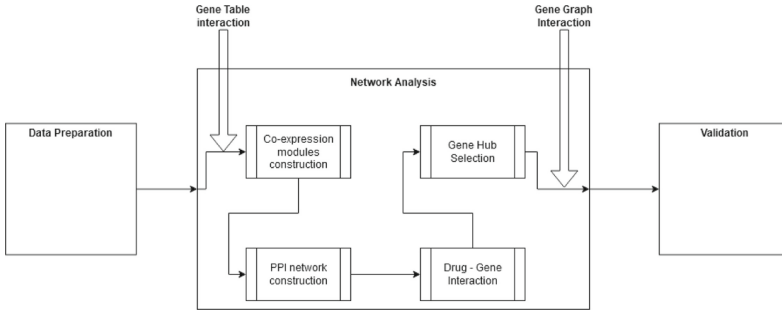 Gene Table
interaction
Gene Graph
Interaction
Network Analysis
Data Preparation
Co-expression
modules
construction
Gene Hub
Selection
Validation
PPI network
construction
Drug - Gene
Interaction